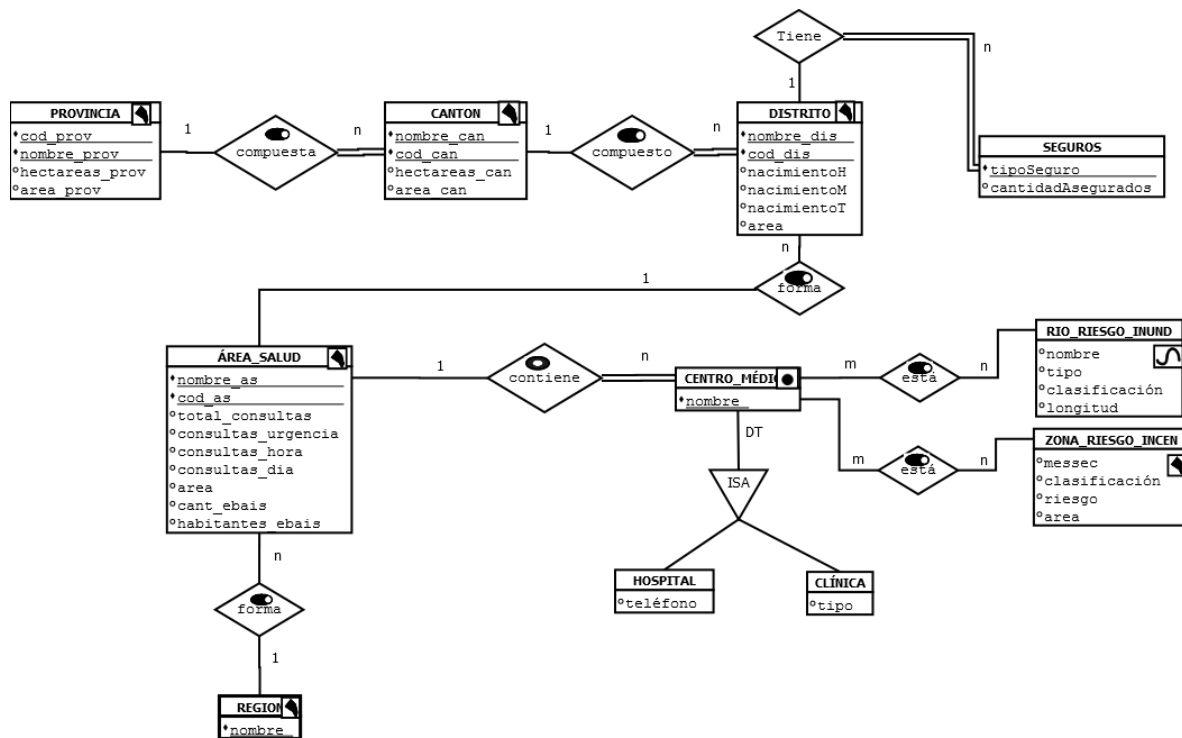 Tiene
1
n
PROVINCIA
cod_prov
nombre_prov
hectareas_prov
area_prov
1
compuesta
n
CANTON
nombre_can
cod_can
hectareas_can
area_can
1
compuesto
n
DISTRITO
nombre_dis
cod_dis
nacimientoH
nacimientoM
nacimientoT
area
SEGUROS
tipoSeguro
cantidadAsegurados
n
forma
1
ÁREA_SALUD
nombre_as
cod_as
total_consultas
consultas_urgencia
consultas_hora
consultas_dia
area
cant_ebais
habitantes_ebais
1
contiene
n
CENTRO_MÉDIC
nombre
m
está
n
RIO_RIESGO_INUND
nombre
tipo
clasificación
longitud
m
está
n
ZONA_RIESGO_INCEN
messec
clasificación
riesgo
area
DT
ISA
HOSPITAL
teléfono
CLÍNICA
tipo
n
forma
1
REGION
nombre